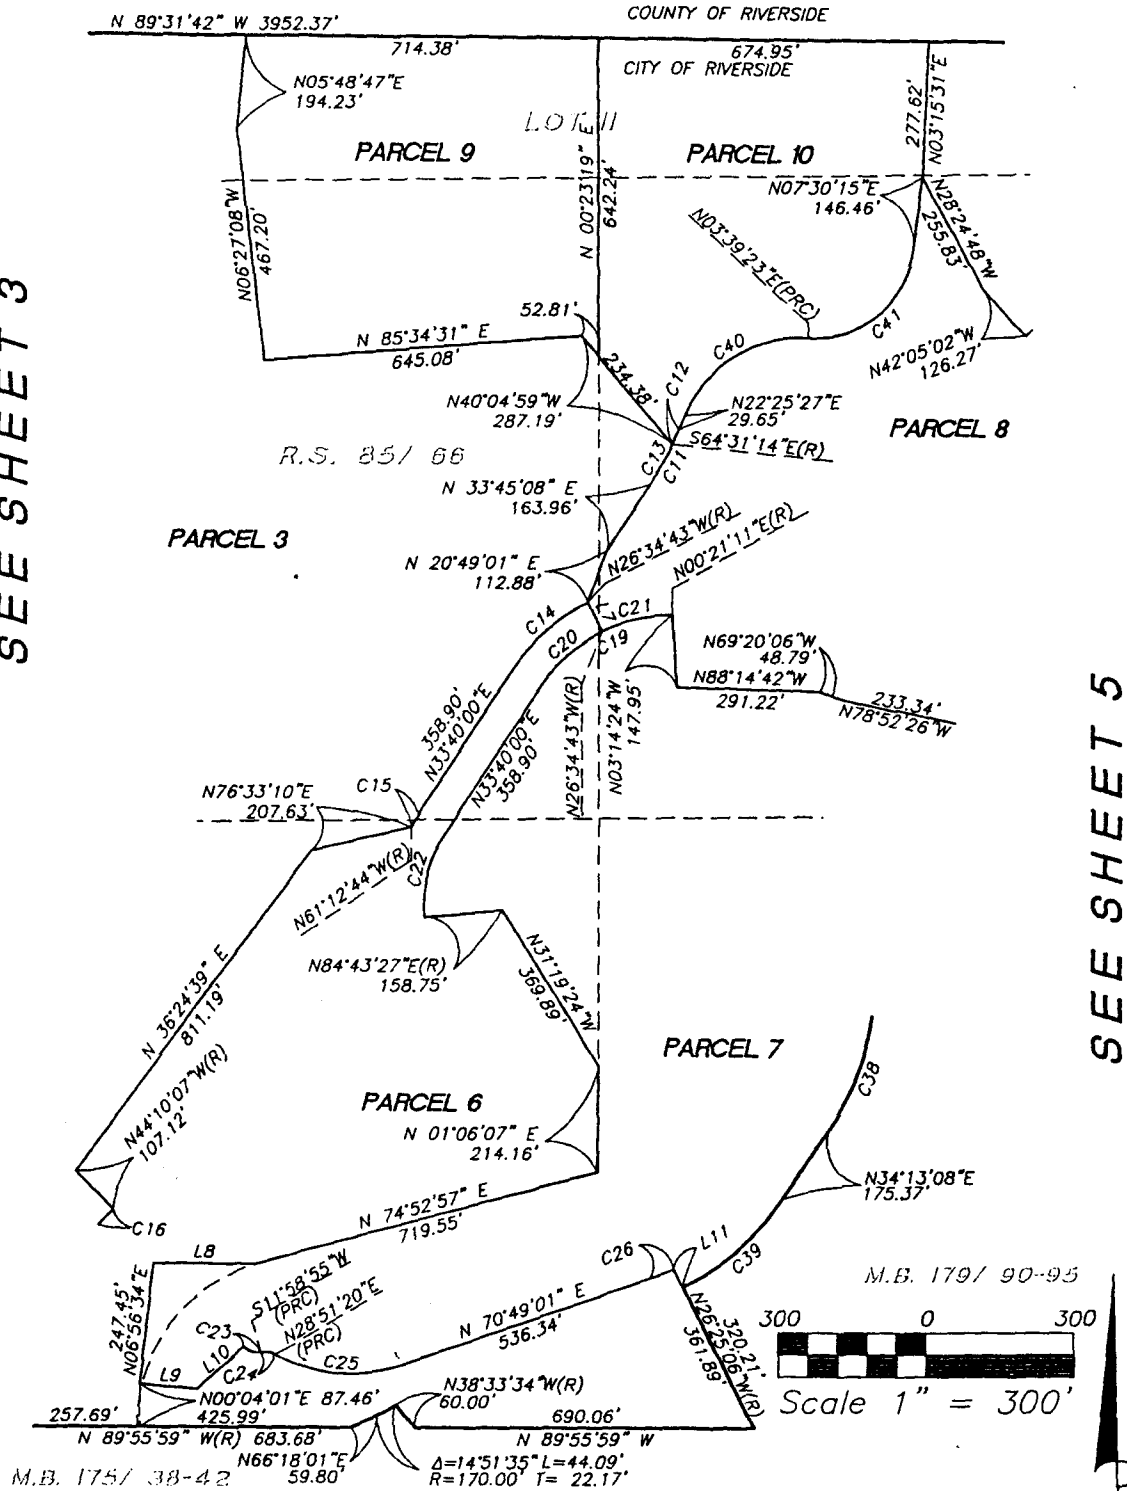 COUNTY OF RIVERSIDE
N 89°31'42" W 3952.37'
714.38'
674.95'
CITY OF RIVERSIDE
N05°48'47"E
194.23'
277.62'
N03°15'31"E
LOT 11
PARCEL 9
PARCEL 10
N 00°23'19" E
642.24'
N07°30'15"E
146.46'
N28°24'48"W
255.83'
N06°27'08"W
467.20'
N03°39'23"E(PRC)
SEE SHEET 3
52.81'
N 85°34'31" E
645.08'
234.38'
C12
C40
C41
N42°05'02"W
126.27'
N40°04'59"W
287.19'
N22°25'27"E
29.65'
S64°31'14"E(R)
PARCEL 8
R.S. 85/ 66
C13
C11
N 33°45'08" E
163.96'
PARCEL 3
N26°34'43"W(R)
N00°21'11"E(R)
N 20°49'01" E
112.88'
C14
C21
C20
C19
N69°20'06"W
48.79'
N88°14'42"W
291.22'
233.34'
N78°52'26"W
358.90'
N33°40'00"E
N33°40'00"E
358.90'
N26°34'43"W(R)
N03°14'24"W
147.95'
SEE SHEET 5
N76°33'10"E
207.63'
C15
N61°12'44"W(R)
C22
N84°43'27"E(R)
158.75'
N31°19'24"W
369.89'
N 36°24'39" E
811.19'
PARCEL 7
C38
N44°10'07"W(R)
107.12'
PARCEL 6
N 01°06'07" E
214.16'
N34°13'08"E
175.37'
C16
N 74°52'57" E
719.55'
L8
C26
L11
C39
M.B. 179/ 90-95
247.45'
N06°56'34"E
S11°58'55"W
(PRC)
N28°51'20"E
(PRC)
N 70°49'01" E
536.34'
C23
L10
L9
C24
C25
320.21'
N26°25'06"W(R)
361.89'
300 0 300
Scale 1" = 300'
N00°04'01"E 87.46'
N38°33'34"W(R)
60.00'
257.69'
425.99'
690.06'
N 89°55'59" W(R) 683.68'
N 89°55'59" W
N66°18'01"E
59.80'
Δ=14°51'35" L=44.09'
R=170.00' T= 22.17'
M.B. 175/ 38-42